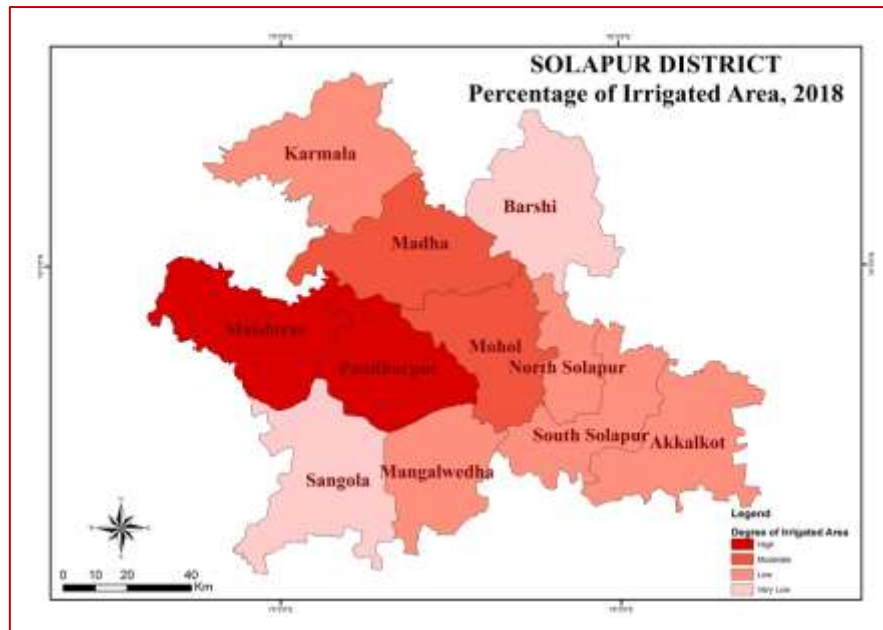 SOLAPUR DISTRICT
Percentage of Irrigated Area, 2018
Karmala
Barshi
Madha
Malshiras
Mohol
Pandharpur
North Solapur
South Solapur
Akkalkot
Mangalwedha
Sangola
Legend
Degree of Irrigated Area
High
Moderate
Low
Very Low
0 10 20 40
Km